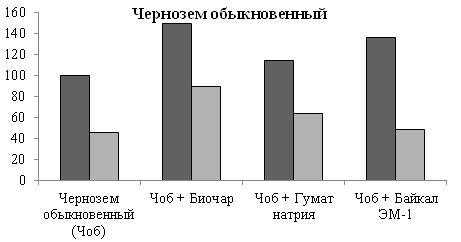 Чернозем обыкновенный
160
140
120
100
80
60
40
20
0
Чернозем
обыкновенный
(Чоб)
Чоб + Биочар
Чоб + Гумат
натрия
Чоб + Байкал
ЭМ-1